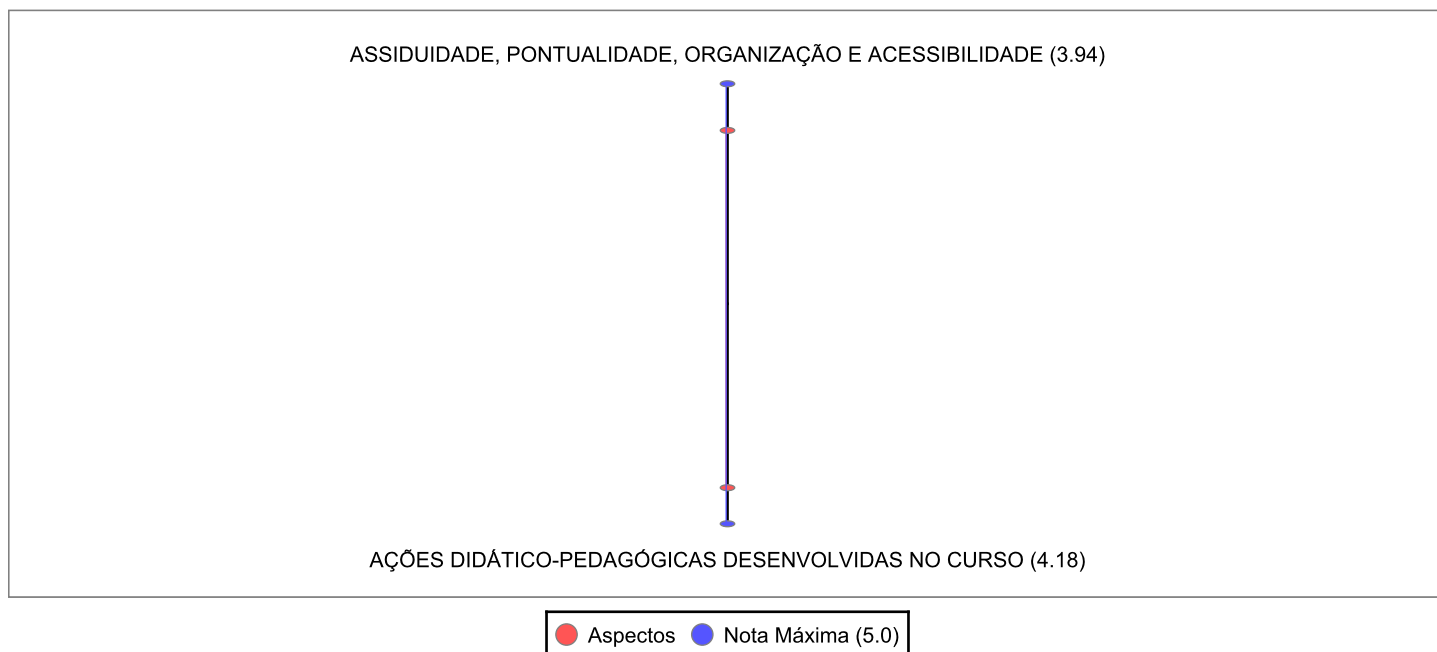 ASSIDUIDADE, PONTUALIDADE, ORGANIZAÇÃO E ACESSIBILIDADE (3.94)
AÇÕES DIDÁTICO-PEDAGÓGICAS DESENVOLVIDAS NO CURSO (4.18)
Aspectos Nota Máxima (5.0)